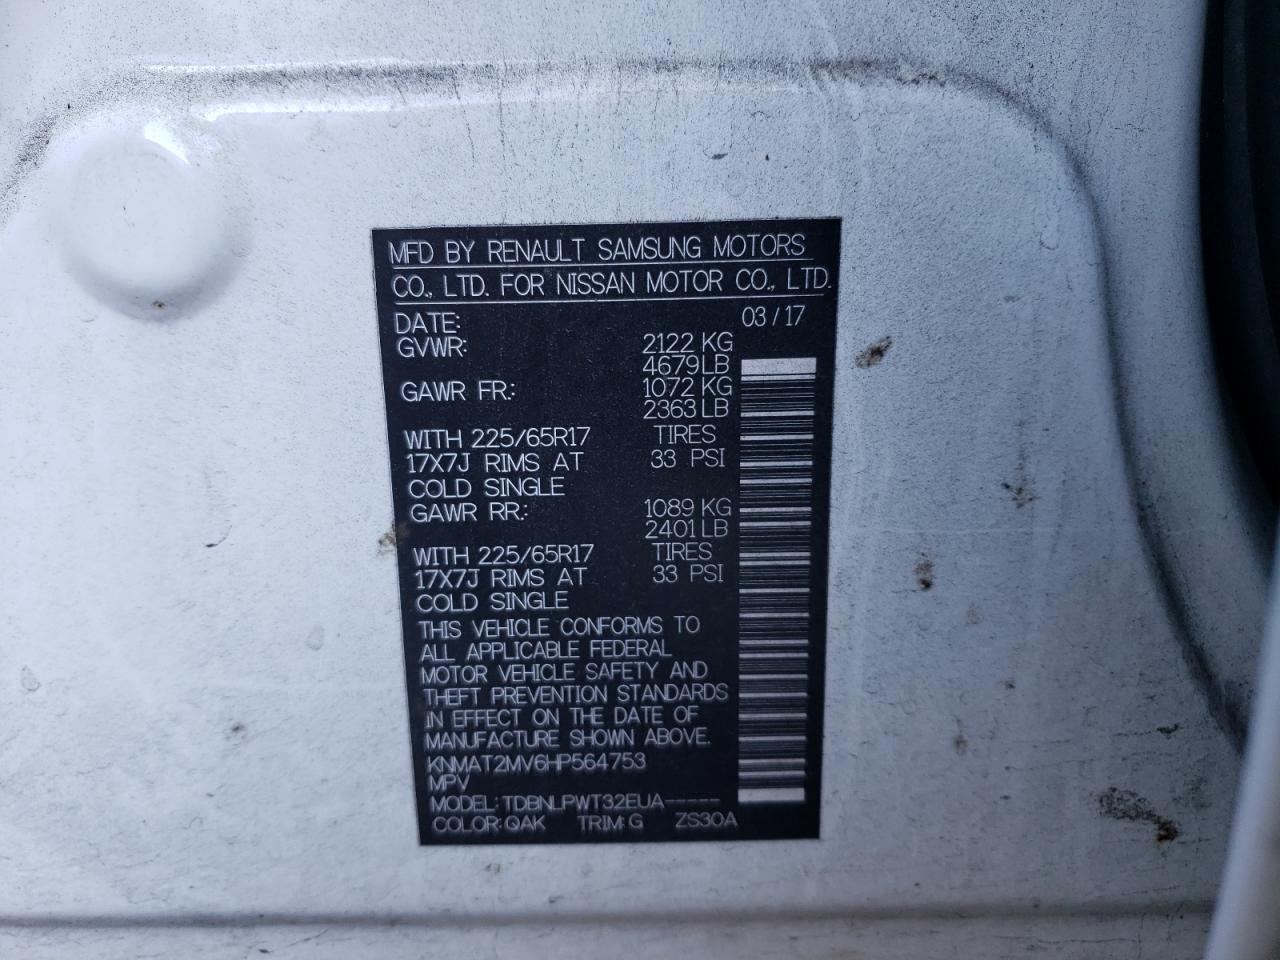 MFD BY RENAULT SAMSUNG MOTORS
CO., LTD. FOR NISSAN MOTOR CO., LTD.
DATE: 03/17
GVWR: 2122 KG
4679 LB
GAWR FR: 1072 KG
2363 LB
WITH 225/65R17 TIRES
17X7J RIMS AT 33 PSI
COLD SINGLE
GAWR RR: 1089 KG
2401 LB
WITH 225/65R17 TIRES
17X7J RIMS AT 33 PSI
COLD SINGLE
THIS VEHICLE CONFORMS TO
ALL APPLICABLE FEDERAL
MOTOR VEHICLE SAFETY AND
THEFT PREVENTION STANDARDS
IN EFFECT ON THE DATE OF
MANUFACTURE SHOWN ABOVE.
KNMAT2MV6HP564753
MPV
MODEL: TDBNLPWT32EUA-----
COLOR: QAK TRIM: G ZS30A